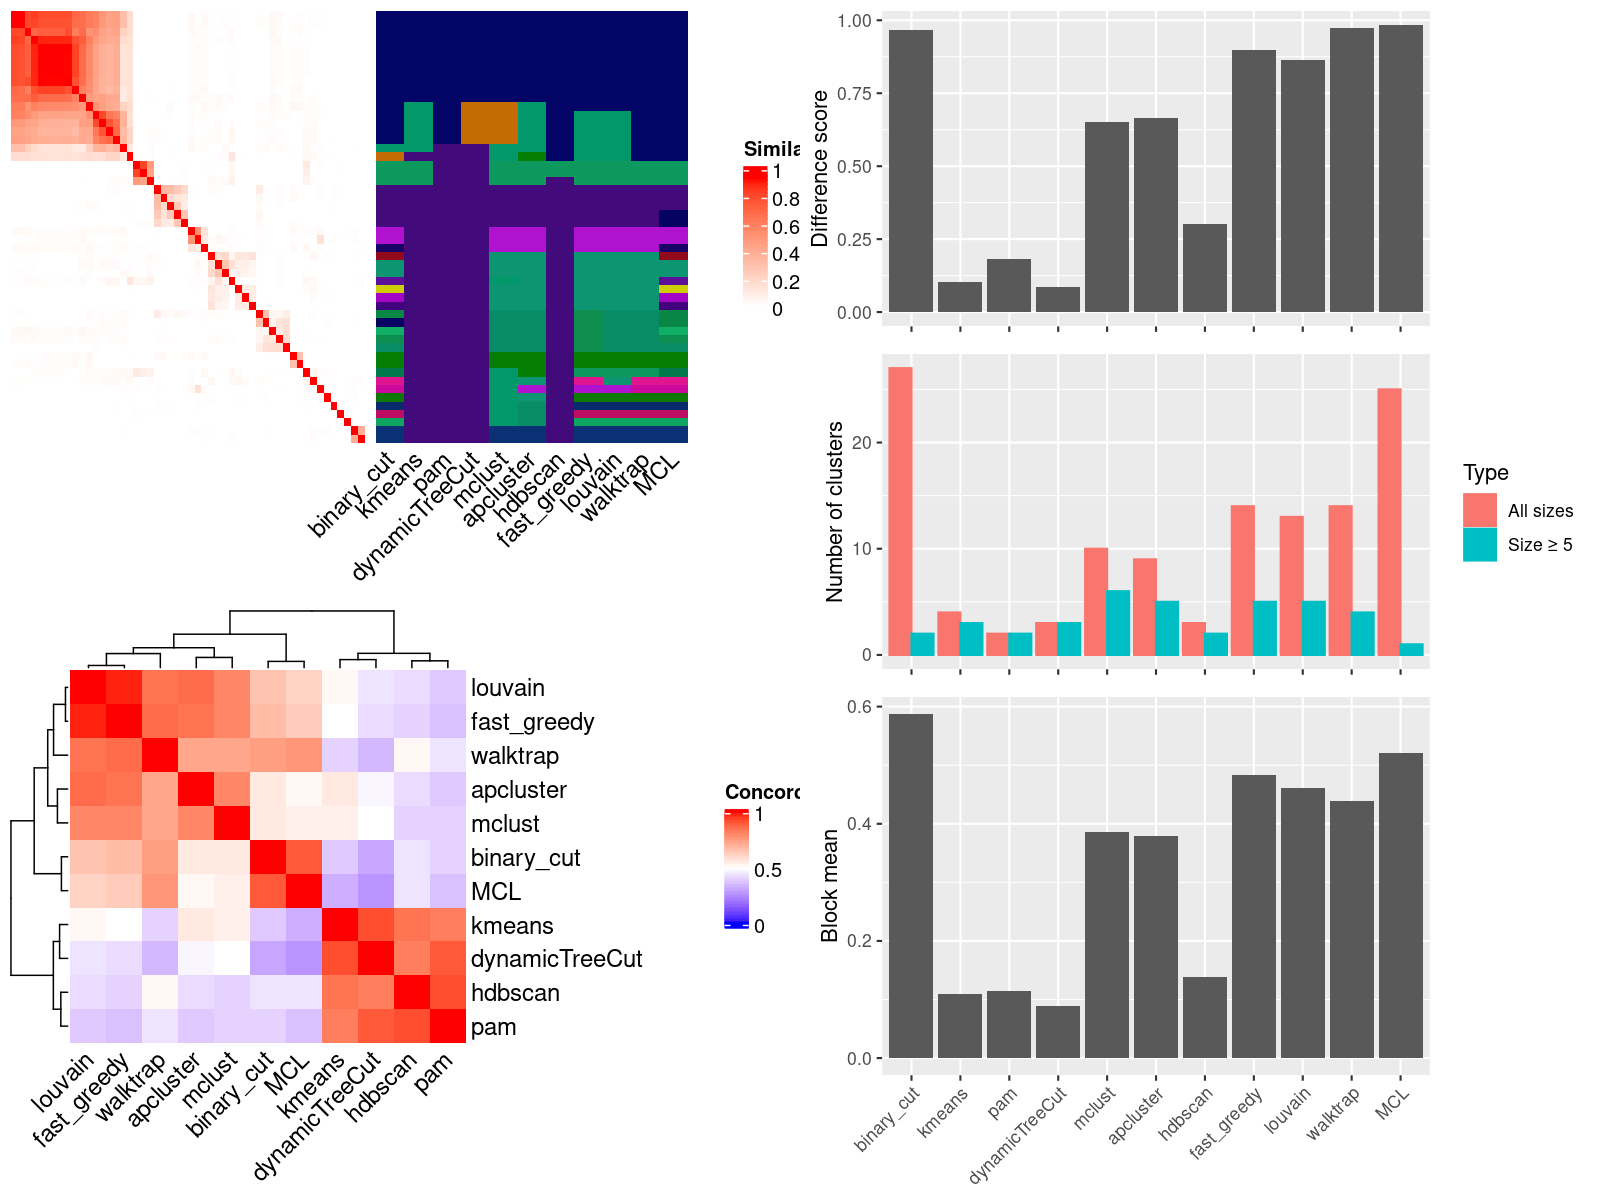 Simila
1
0.8
0.6
0.4
0.2
0
binary_cut
kmeans
pam
dynamicTreeCut
mclust
apcluster
hdbscan
fast_greedy
louvain
walktrap
MCL
louvain
fast_greedy
walktrap
apcluster
mclust
binary_cut
MCL
kmeans
dynamicTreeCut
hdbscan
pam
louvain
fast_greedy
walktrap
apcluster
mclust
binary_cut
MCL
kmeans
dynamicTreeCut
hdbscan
pam
Concord
1
0.5
0
Difference score
1.00
0.75
0.50
0.25
0.00
Number of clusters
20
10
0
Type
All sizes
Size ≥ 5
Block mean
0.6
0.4
0.2
0.0
binary_cut
kmeans
pam
dynamicTreeCut
mclust
apcluster
hdbscan
fast_greedy
louvain
walktrap
MCL